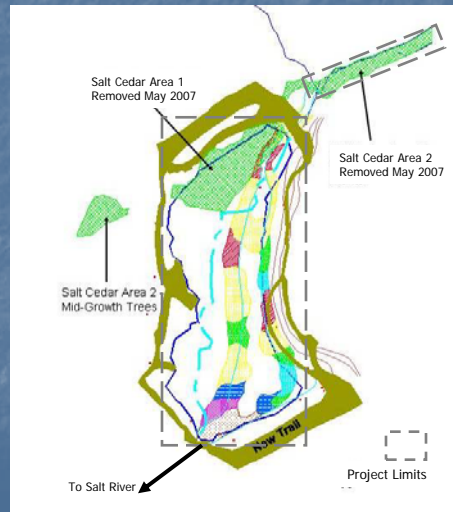 Salt Cedar Area 1
Removed May 2007
Salt Cedar Area 2
Removed May 2007
Salt Cedar Area 2
Mid-Growth Trees
New Trail
To Salt River
Project Limits